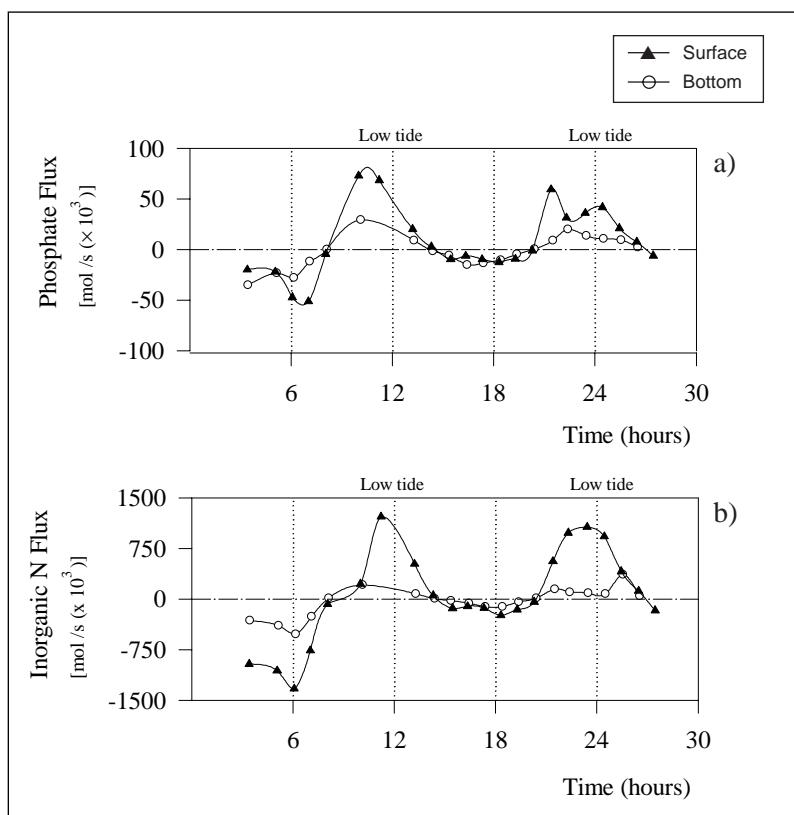 Surface
Bottom
Low tide Low tide
a)
100
50
0
-50
-100
Phosphate Flux
[mol /s (× 10³)]
6 12 18 24 30
Time (hours)
Low tide Low tide
b)
1500
750
0
-750
-1500
Inorganic N Flux
[mol /s (x 10³)]
6 12 18 24 30
Time (hours)